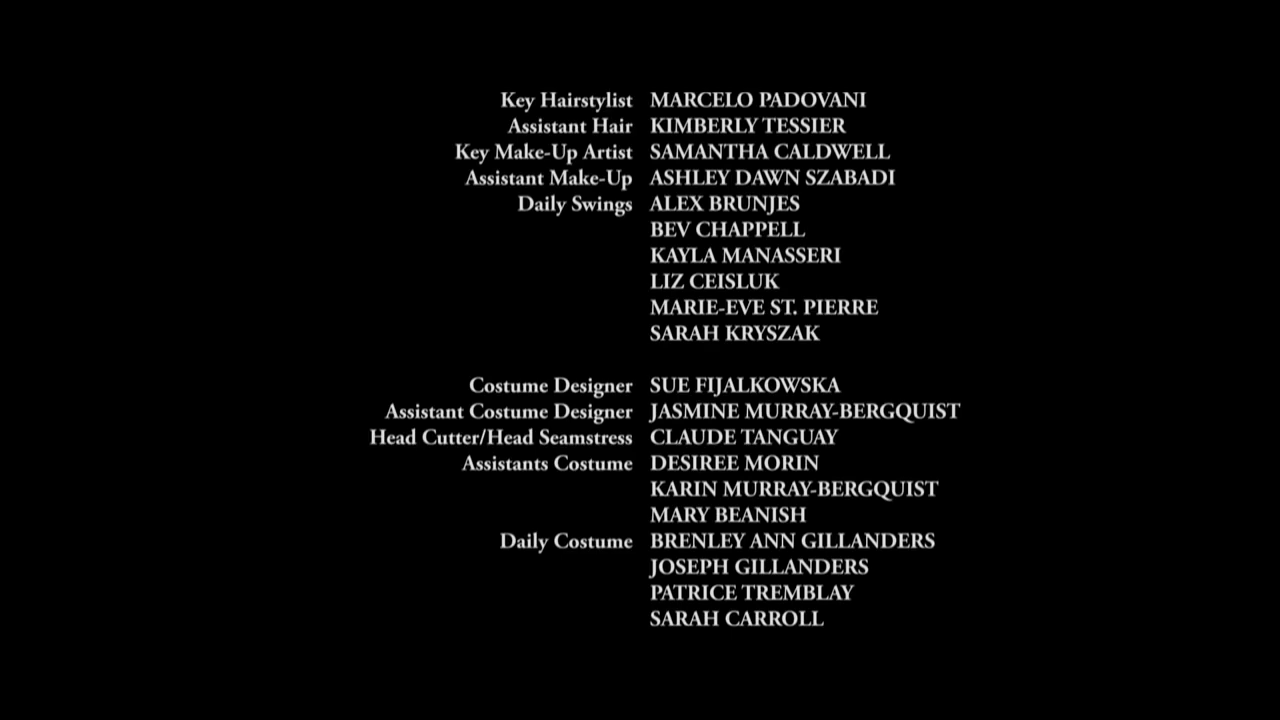 Key Hairstylist MARCELO PADOVANI
Assistant Hair KIMBERLY TESSIER
Key Make-Up Artist SAMANTHA CALDWELL
Assistant Make-Up ASHLEY DAWN SZABADI
Daily Swings ALEX BRUNJES
BEV CHAPPELL
KAYLA MANASSERI
LIZ CEISLUK
MARIE-EVE ST. PIERRE
SARAH KRYSZAK
Costume Designer SUE FIJALKOWSKA
Assistant Costume Designer JASMINE MURRAY-BERGQUIST
Head Cutter/Head Seamstress CLAUDE TANGUAY
Assistants Costume DESIREE MORIN
KARIN MURRAY-BERGQUIST
MARY BEANISH
Daily Costume BRENLEY ANN GILLANDERS
JOSEPH GILLANDERS
PATRICE TREMBLAY
SARAH CARROLL